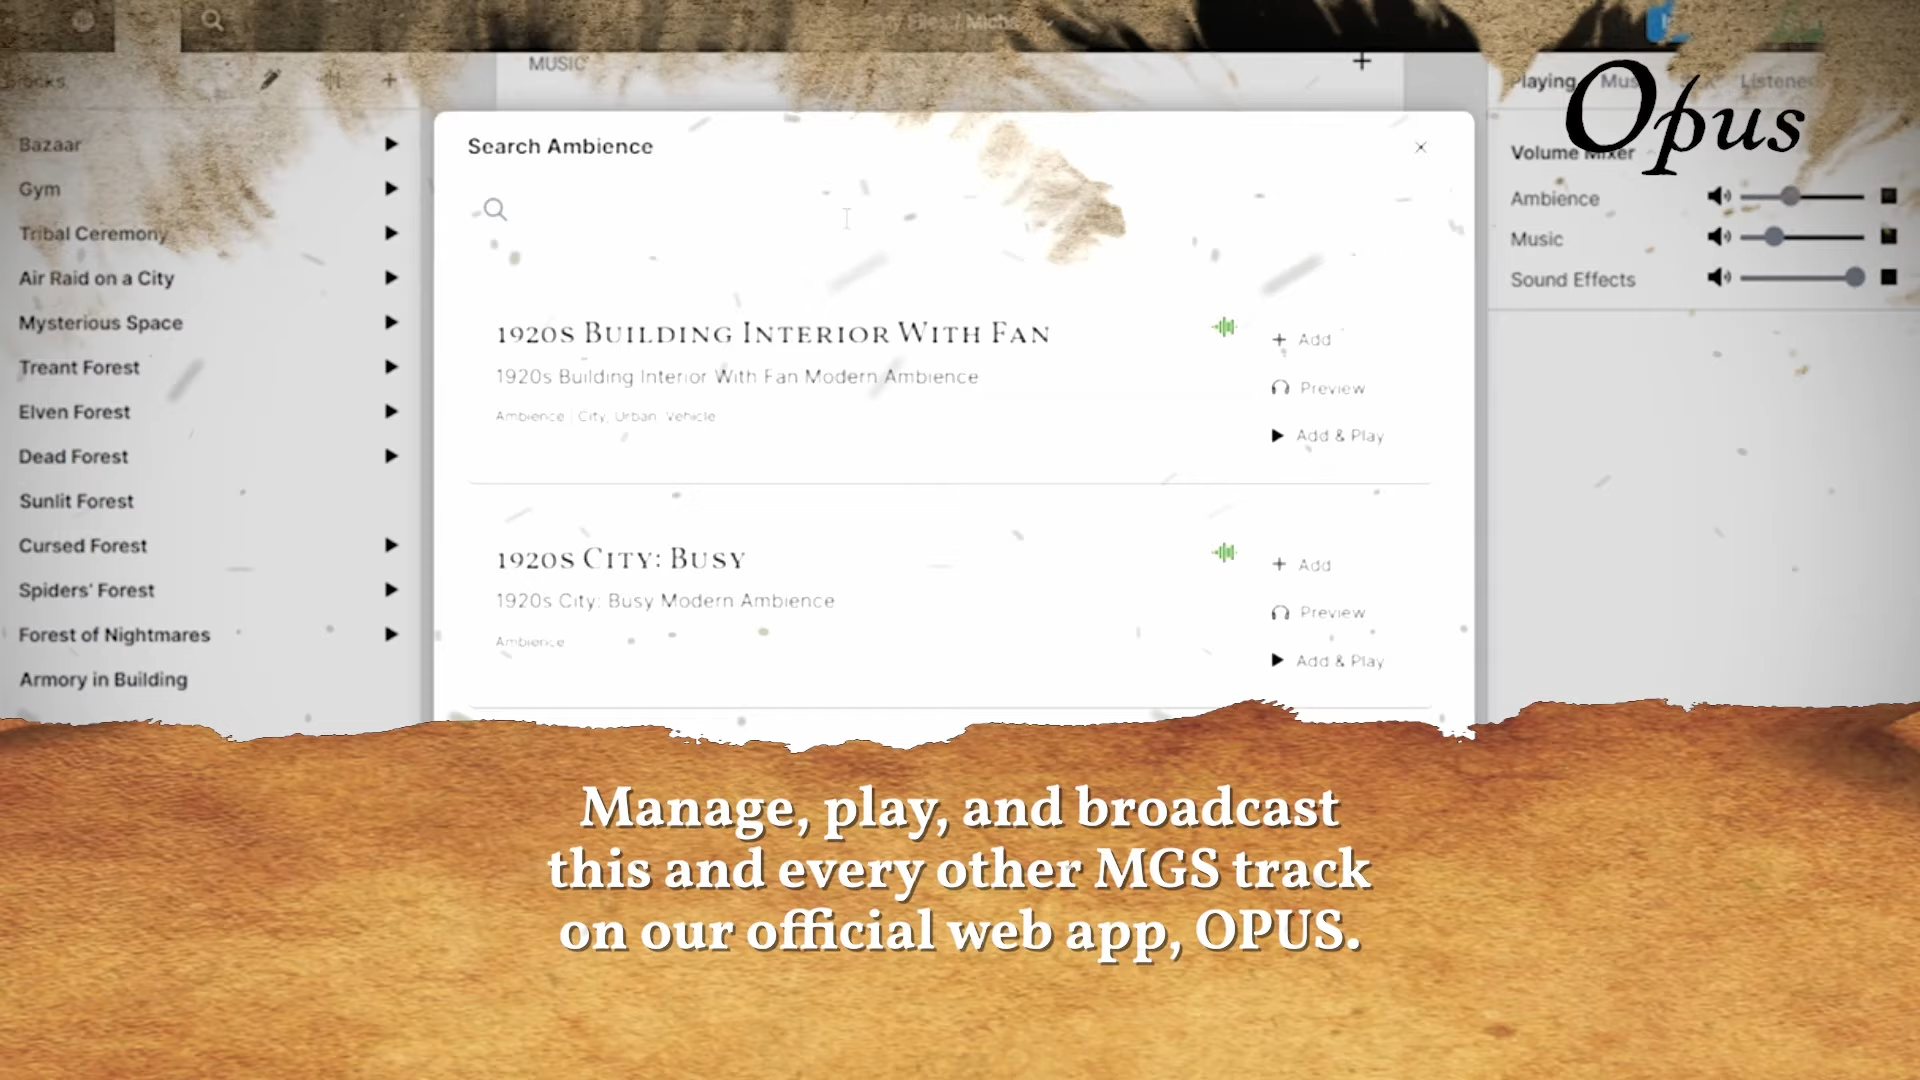 MUSIC
Playing
Opus
Search Ambience
Bazaar
Gym
Tribal Ceremony
Air Raid on a City
Mysterious Space
Treant Forest
Elven Forest
Dead Forest
Sunlit Forest
Cursed Forest
Spiders' Forest
Forest of Nightmares
Armory in Building
1920s Building Interior With Fan
1920s Building Interior With Fan Modern Ambience
Ambience | City, Urban, Vehicle
+ Add
Preview
Add & Play
1920s City: Busy
1920s City: Busy Modern Ambience
Ambience
+ Add
Preview
Add & Play
Volume Mixer
Ambience
Music
Sound Effects
Manage, play, and broadcast
this and every other MGS track
on our official web app, OPUS.